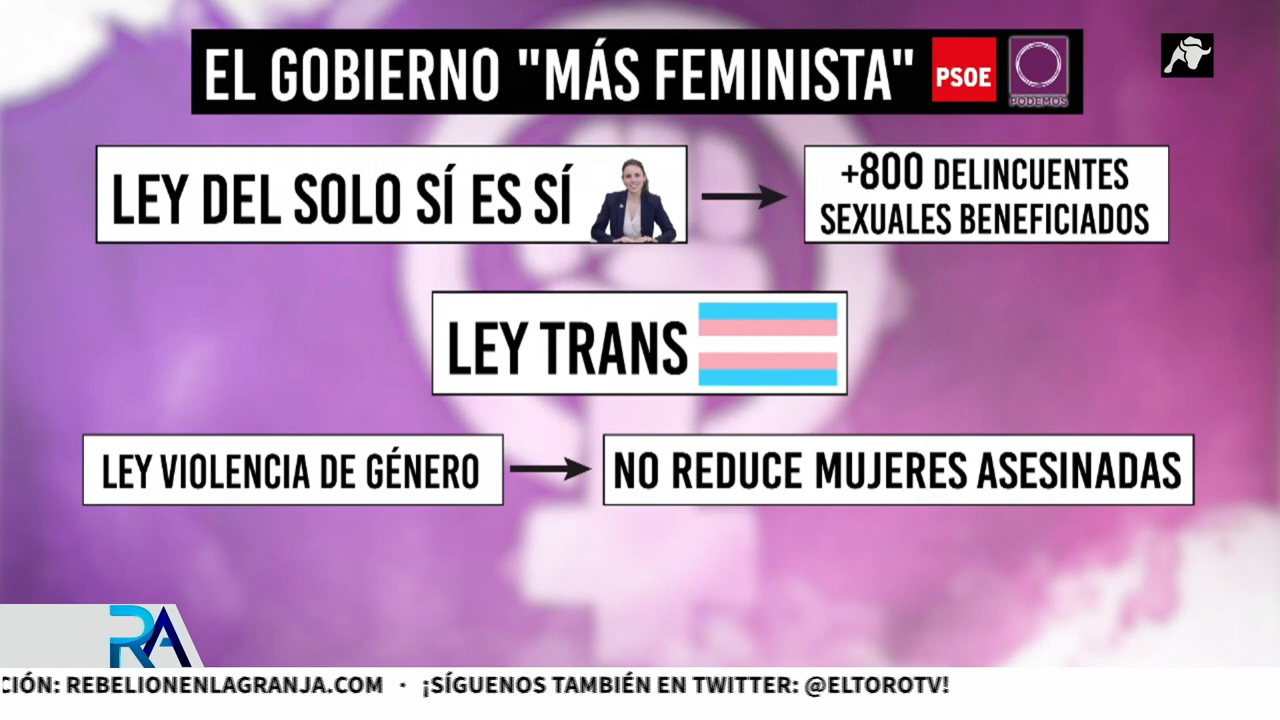 EL GOBIERNO "MÁS FEMINISTA" PSOE PODEMOS
LEY DEL SOLO SÍ ES SÍ
+800 DELINCUENTES
SEXUALES BENEFICIADOS
LEY TRANS
LEY VIOLENCIA DE GÉNERO
NO REDUCE MUJERES ASESINADAS
RA
CIÓN: REBELIONENLAGRANJA.COM · ¡SÍGUENOS TAMBIÉN EN TWITTER: @ELTOROTV!